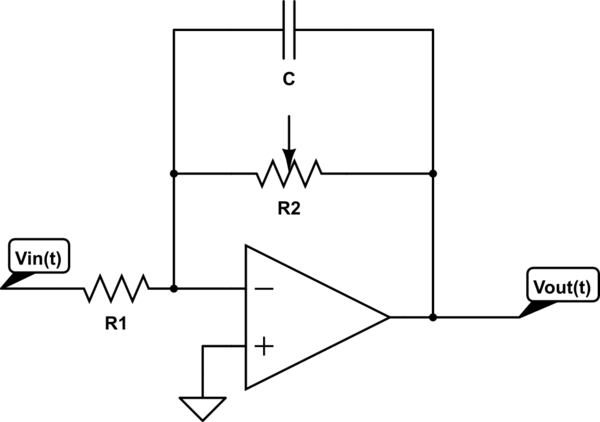 C
R2
Vin(t)
R1
−
+
Vout(t)